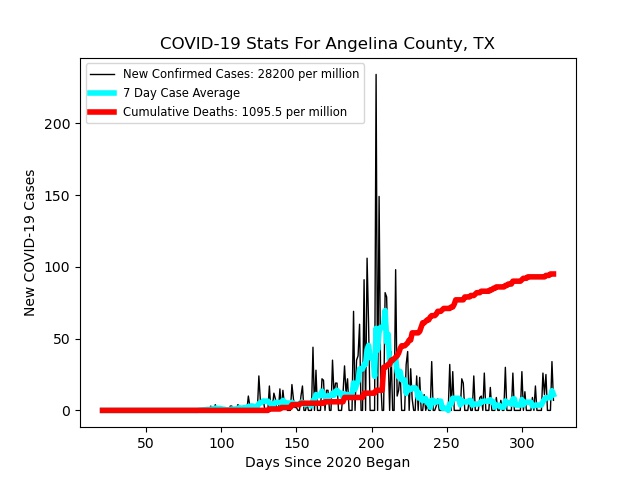 COVID-19 Stats For Angelina County, TX
New Confirmed Cases: 28200 per million
7 Day Case Average
Cumulative Deaths: 1095.5 per million
New COVID-19 Cases
200
150
100
50
0
50 100 150 200 250 300
Days Since 2020 Began